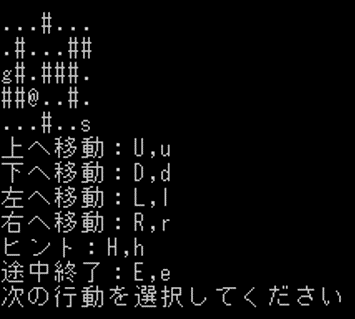 ...#...
.#...##
g#.###.
##@..#.
...#..s
上へ移動:U,u
下へ移動:D,d
左へ移動:L,l
右へ移動:R,r
ヒント:H,h
途中終了:E,e
次の行動を選択してください